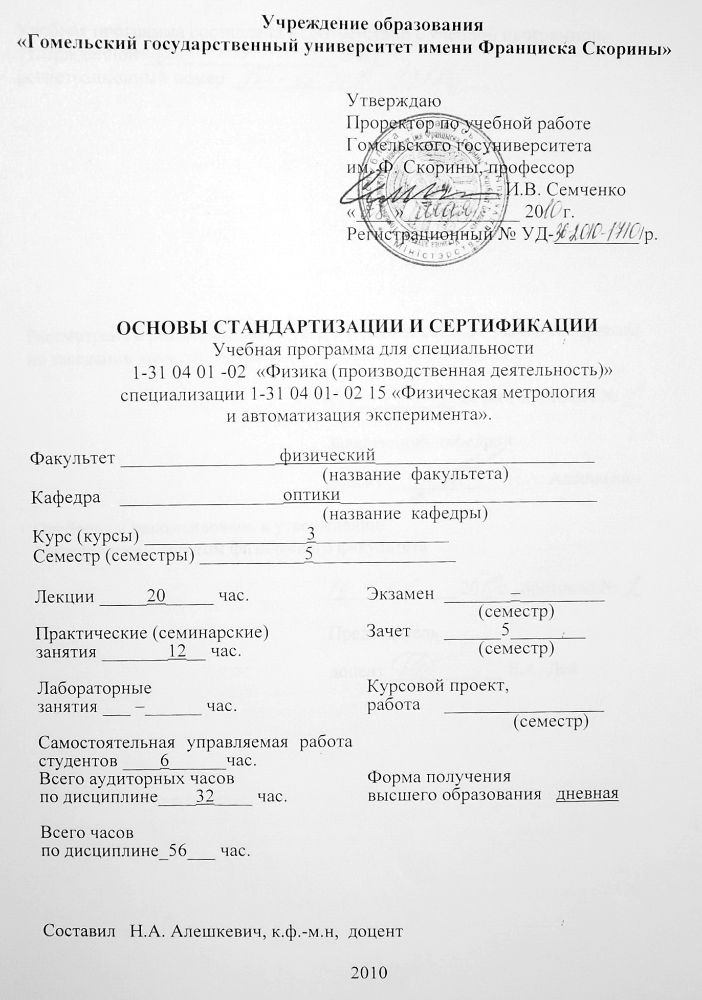 Учреждение образования
«Гомельский государственный университет имени Франциска Скорины»
Утверждаю
Проректор по учебной работе
Гомельского госуниверситета
им. Ф. Скорины, профессор
И.В. Семченко
« » мая 2010 г.
Регистрационный № УД-36-2010-1710/р.
ОСНОВЫ СТАНДАРТИЗАЦИИ И СЕРТИФИКАЦИИ
Учебная программа для специальности
1-31 04 01 -02 «Физика (производственная деятельность)»
специализации 1-31 04 01- 02 15 «Физическая метрология
и автоматизация эксперимента».
Факультет физический
(название факультета)
Кафедра оптики
(название кафедры)
Курс (курсы) 3
Семестр (семестры) 5
Лекции 20 час.
Экзамен –
(семестр)
Практические (семинарские)
занятия 12 час.
Зачет 5
(семестр)
Лабораторные
занятия – час.
Курсовой проект,
работа
(семестр)
Самостоятельная управляемая работа
студентов 6 час.
Всего аудиторных часов
по дисциплине 32 час.
Форма получения
высшего образования дневная
Всего часов
по дисциплине 56 час.
Составил Н.А. Алешкевич, к.ф.-м.н, доцент
2010